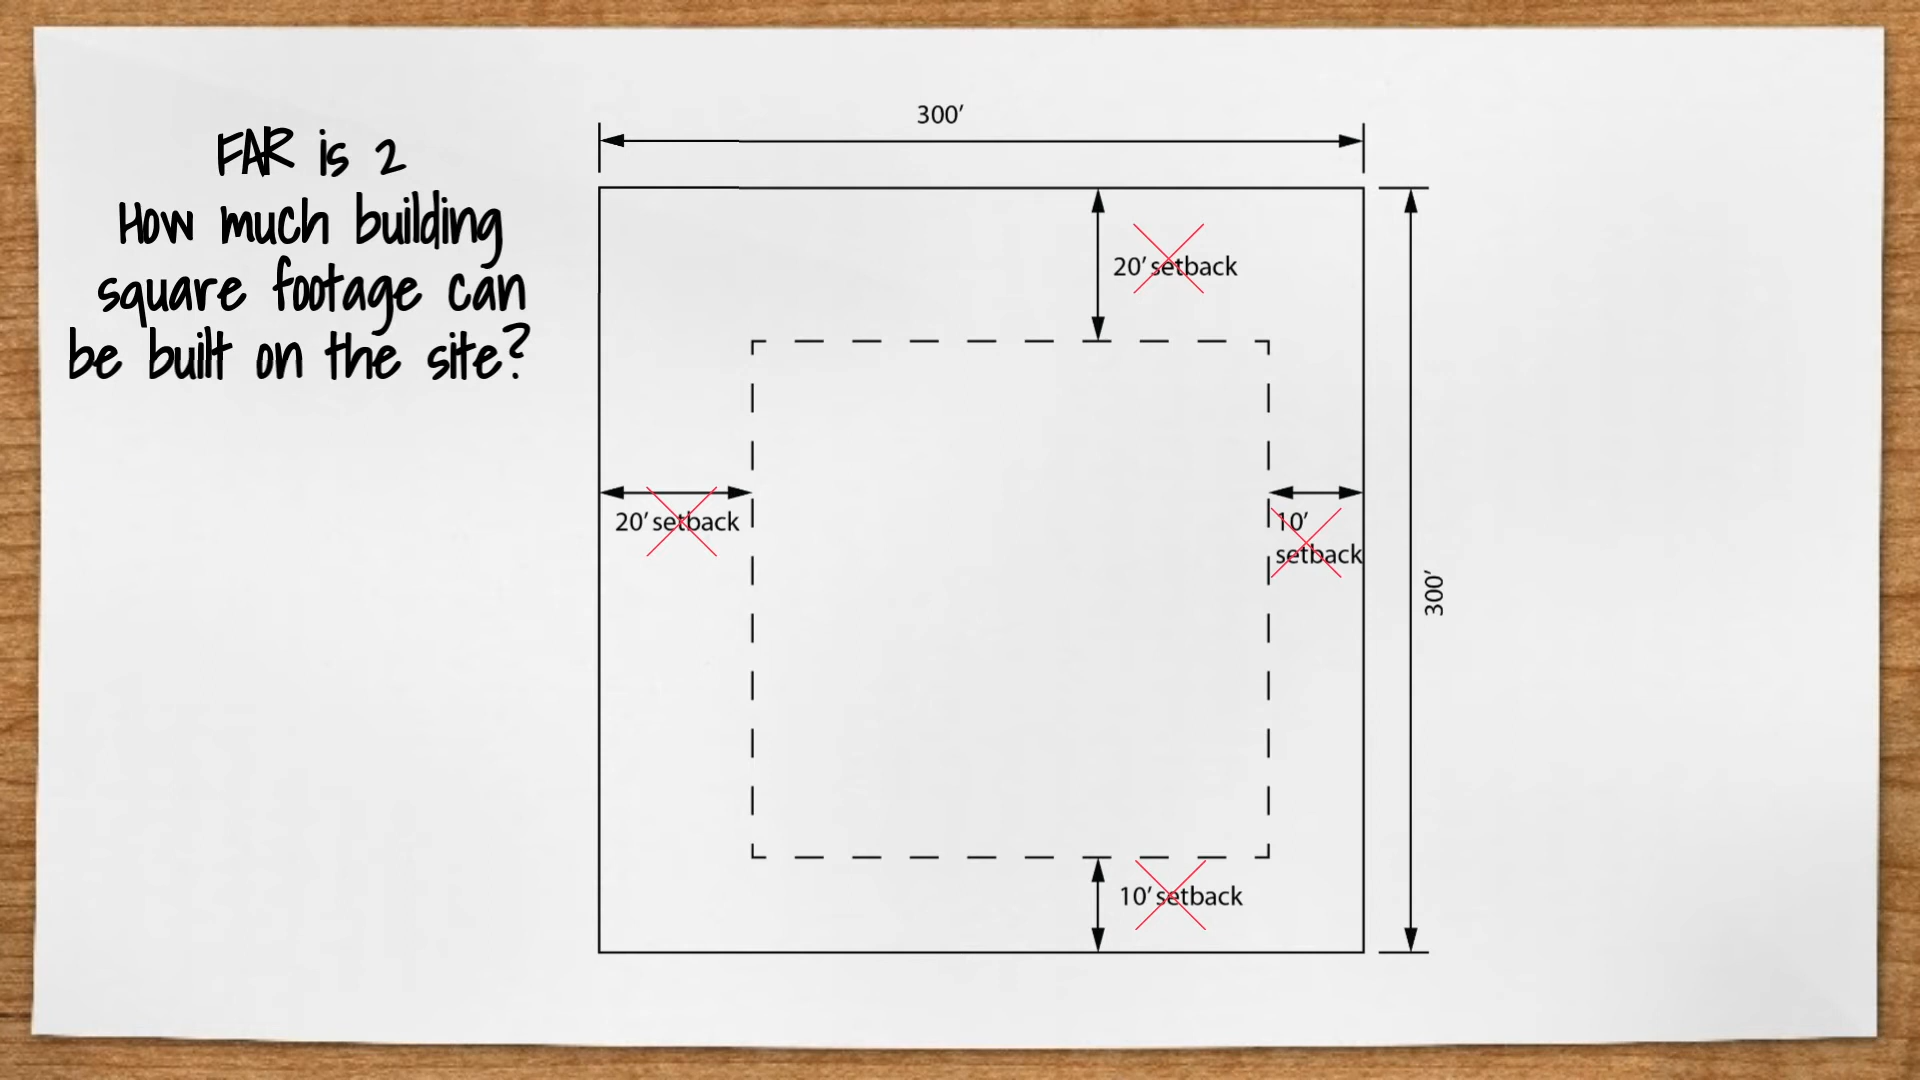 FAR is 2
How much building
square footage can
be built on the site?
300'
20' setback
20' setback
10'
setback
300'
10' setback